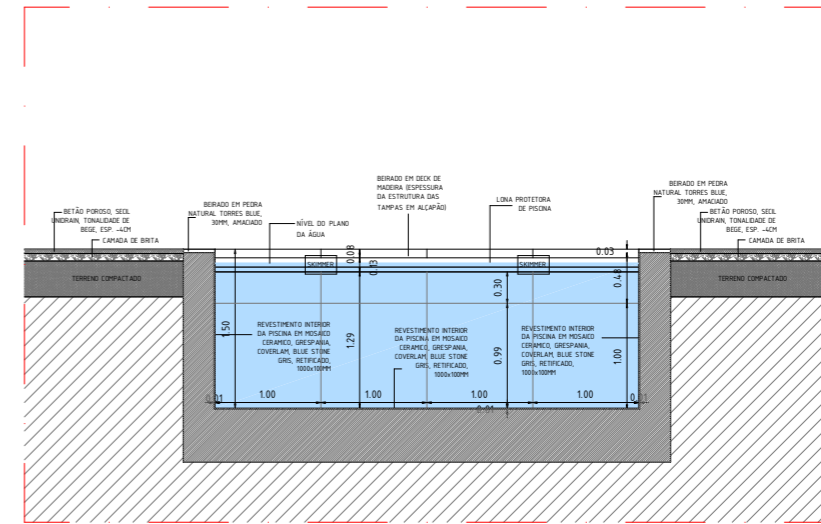 BEIRADO EM DECK DE
MADEIRA (ESPESSURA
DA ESTRUTURA DAS
TAMPAS EM ALÇAPÃO)
BEIRADO EM PEDRA
NATURAL TORRES BLUE,
30MM, AMACIADO
LONA PROTETORA
DE PISCINA
BEIRADO EM PEDRA
NATURAL TORRES BLUE,
30MM, AMACIADO
BETÃO POROSO, SECIL
UNIDRAIN, TONALIDADE DE
BEGE, ESP. -4CM
CAMADA DE BRITA
NÍVEL DO PLANO
DA ÁGUA
BETÃO POROSO, SECIL
UNIDRAIN, TONALIDADE DE
BEGE, ESP. -4CM
CAMADA DE BRITA
0.08
0.03
SKIMMER
0.13
SKIMMER
TERRENO COMPACTADO
0.30
0.48
TERRENO COMPACTADO
1.50
REVESTIMENTO INTERIOR
DA PISCINA EM MOSAICO
CERAMICO, GRESPANIA,
COVERLAM, BLUE STONE
GRIS, RETIFICADO,
1000x100MM
1.29
REVESTIMENTO INTERIOR
DA PISCINA EM MOSAICO
CERAMICO, GRESPANIA,
COVERLAM, BLUE STONE
GRIS, RETIFICADO,
1000x100MM
0.99
REVESTIMENTO INTERIOR
DA PISCINA EM MOSAICO
CERAMICO, GRESPANIA,
COVERLAM, BLUE STONE
GRIS, RETIFICADO,
1000x100MM
1.00
0.01
1.00
1.00
1.00
1.00
0.01
0.01